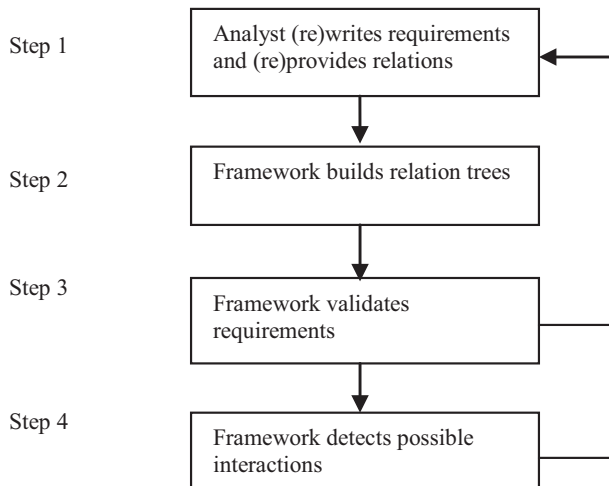 Step 1
Analyst (re)writes requirements
and (re)provides relations
Step 2
Framework builds relation trees
Step 3
Framework validates
requirements
Step 4
Framework detects possible
interactions